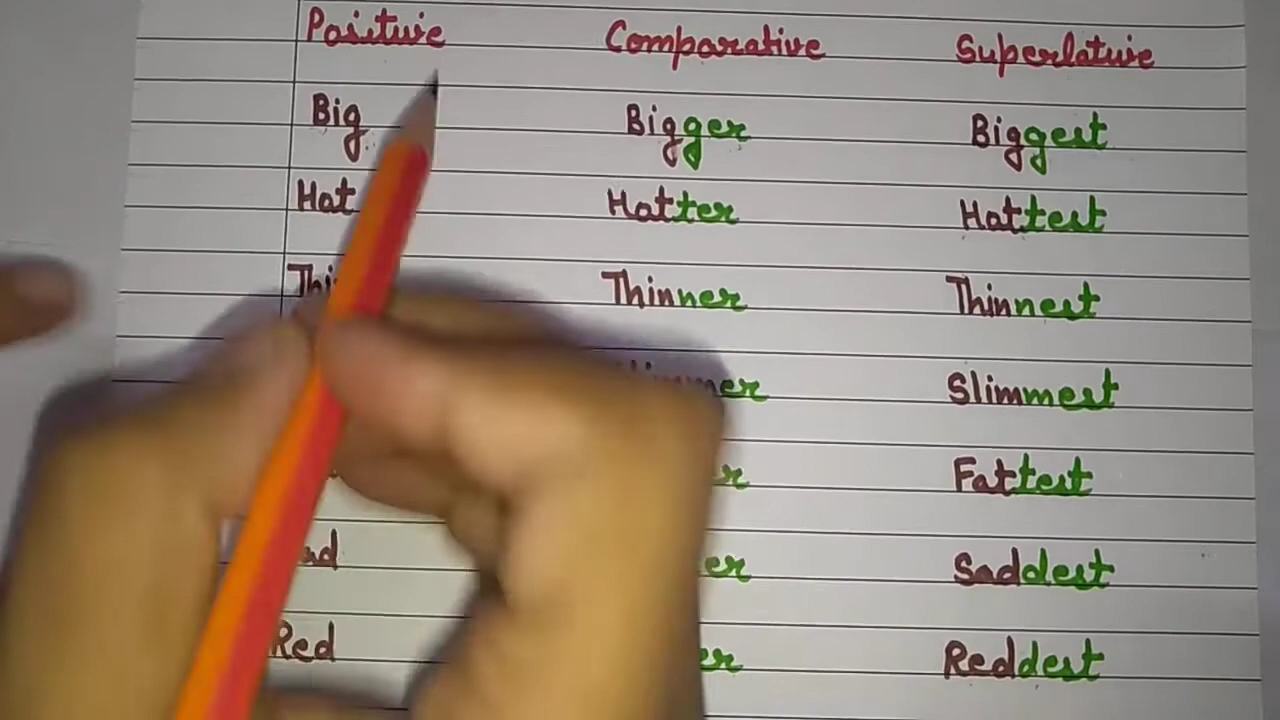 Positive Comparative Superlative
Big Bigger Biggest
Hot Hotter Hottest
Thinner Thinnest
Slimmest
Fattest
Saddest
Red Reddest